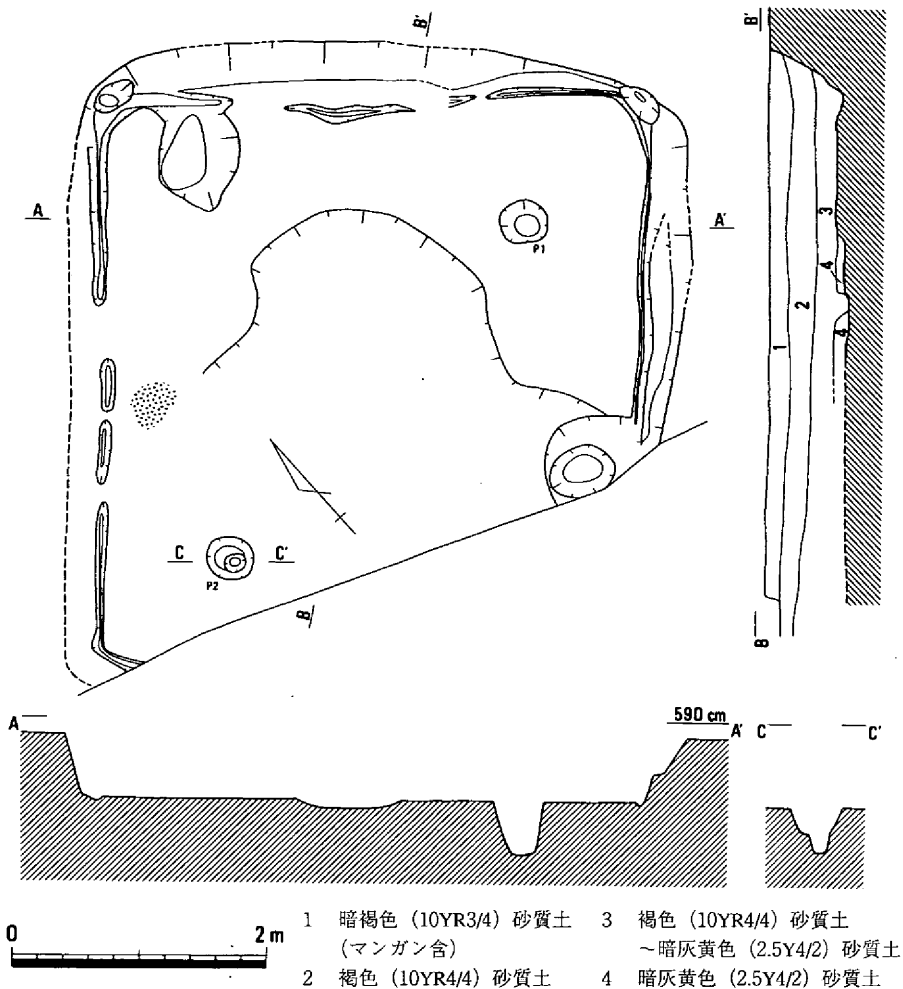 B'
B'
A
A'
P1
3
4
2
4
1
C
C'
P2
B
B
A
590 cm
A'
C
C'
0
2 m
1 暗褐色（10YR3/4）砂質土
（マンガン含）
2 褐色（10YR4/4）砂質土
3 褐色（10YR4/4）砂質土
～暗灰黄色（2.5Y4/2）砂質土
4 暗灰黄色（2.5Y4/2）砂質土